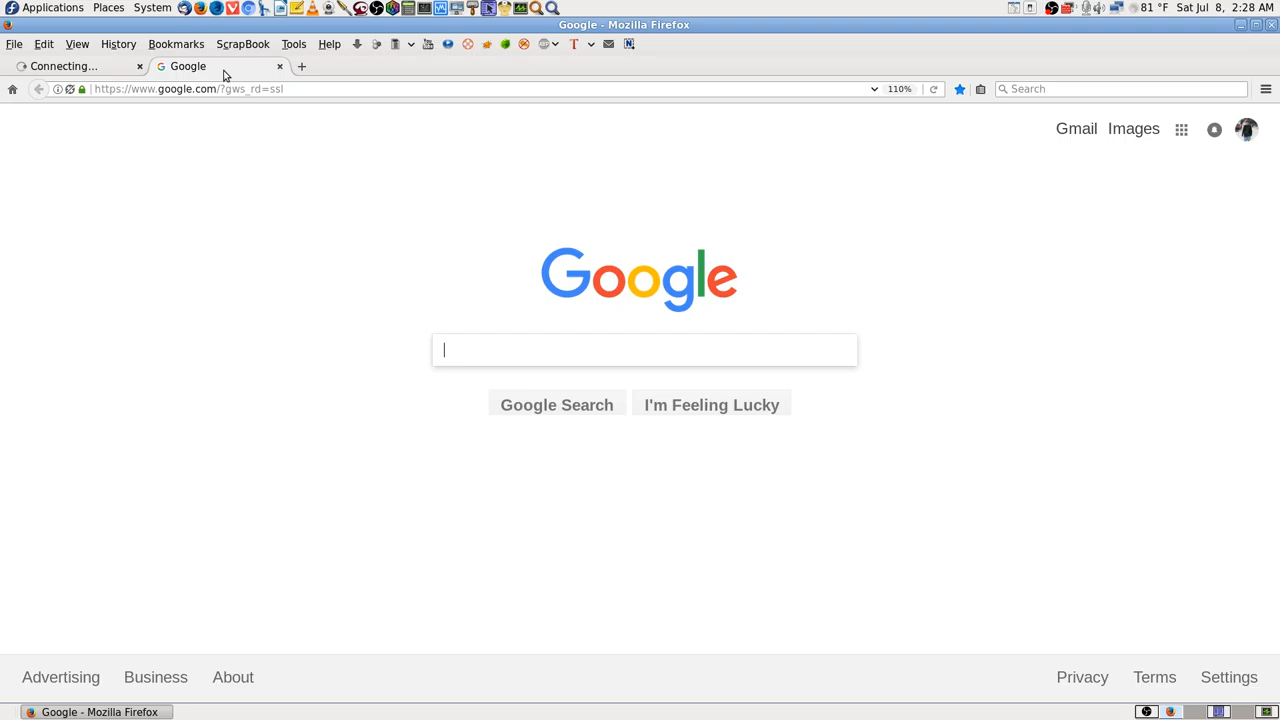 Applications Places System 81 °F Sat Jul 8, 2:28 AM
Google - Mozilla Firefox
File Edit View History Bookmarks ScrapBook Tools Help
Connecting... Google
https://www.google.com/?gws_rd=ssl 110% Search
Gmail Images
Google
Google Search I'm Feeling Lucky
Advertising Business About Privacy Terms Settings
Google - Mozilla Firefox